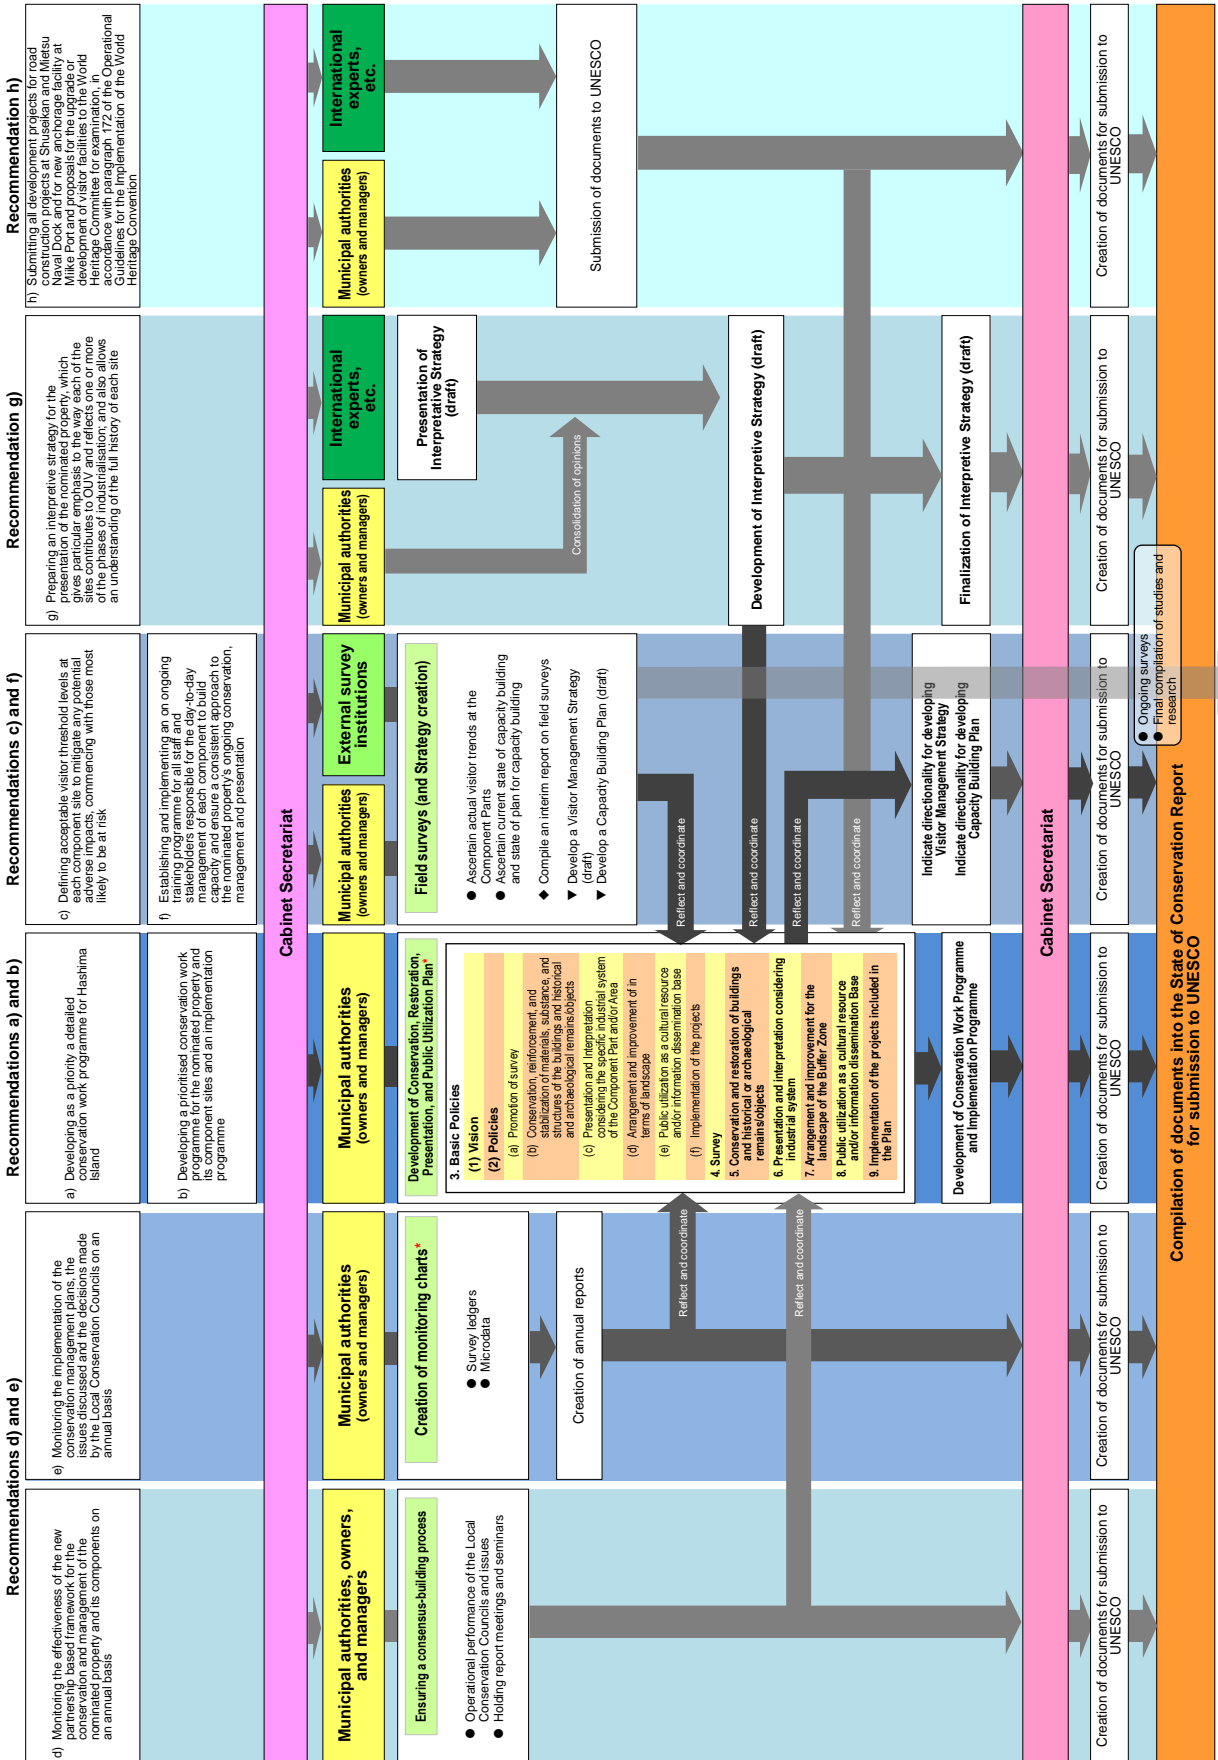 Recommendations d) and e)
Recommendations a) and b)
Recommendations c) and f)
Recommendation g)
Recommendation h)
d) Monitoring the effectiveness of the new
partnership based framework for the
conservation and management of the
nominated property and its components on
an annual basis
e) Monitoring the implementation of the
conservation management plans, the
issues discussed and the decisions made
by the Local Conservation Councils on an
annual basis
a) Developing as a priority a detailed
conservation work programme for Hashima
Island
b) Developing a prioritised conservation work
programme for the nominated property and
its component sites and an implementation
programme
c) Defining acceptable visitor threshold levels at
each component site to mitigate any potential
adverse impacts, commencing with those most
likely to be at risk
f) Establishing and implementing an on ongoing
training programme for all staff and
stakeholders responsible for the day-to-day
management of each component to build
capacity and ensure a consistent approach to
the nominated property's ongoing conservation,
management and presentation
g) Preparing an interpretive strategy for the
presentation of the nominated property, which
gives particular emphasis to the way each of the
sites contributes to OUV and reflects one or more
of the phases of industrialisation; and also allows
an understanding of the full history of each site
h) Submitting all development projects for road
construction projects at Shuseikan and Mietsu
Naval Dock and for new anchorage facility at
Miike Port and proposals for the upgrade or
development of visitor facilities to the World
Heritage Committee for examination, in
accordance with paragraph 172 of the Operational
Guidelines for the Implementation of the World
Heritage Convention
Cabinet Secretariat
Municipal authorities, owners,
and managers
Municipal authorities
(owners and managers)
Municipal authorities
(owners and managers)
Municipal authorities
(owners and managers)
External survey
institutions
Municipal authorities
(owners and managers)
International
experts,
etc.
Municipal authorities
(owners and managers)
International
experts,
etc.
Ensuring a consensus-building process
● Operational performance of the Local
Conservation Councils and issues
● Holding report meetings and seminars
Creation of monitoring charts*
● Survey ledgers
● Microdata
Creation of annual reports
Development of Conservation, Restoration,
Presentation, and Public Utilization Plan*
3. Basic Policies
(1) Vision
(2) Policies
(a) Promotion of survey
(b) Conservation, reinforcement, and
stabilization of materials, substance, and
structures of the buildings and historical
and archaeological remains/objects
(c) Presentation and Interpretation
considering the specific industrial system
of the Component Part and/or Area
(d) Arrangement and improvement of in
terms of landscape
(e) Public utilization as a cultural resource
and/or information dissemination base
(f) Implementation of the projects
4. Survey
5. Conservation and restoration of buildings
and historical or archaeological
remains/objects
6. Presentation and interpretation considering
industrial system
7. Arrangement and improvement for the
landscape of the Buffer Zone
8. Public utilization as a cultural resource
and/or information dissemination Base
9. Implementation of the projects included in
the Plan
Field surveys (and Strategy creation)
● Ascertain actual visitor trends at the
Component Parts
● Ascertain current state of capacity building
and state of plan for capacity building
◆ Compile an interim report on field surveys
▼ Develop a Visitor Management Strategy
(draft)
▼ Develop a Capacity Building Plan (draft)
Presentation of
Interpretative Strategy
(draft)
Consolidation of opinions
Submission of documents to UNESCO
Development of Interpretive Strategy (draft)
Reflect and coordinate
Reflect and coordinate
Reflect and coordinate
Reflect and coordinate
Reflect and coordinate
Reflect and coordinate
Development of Conservation Work Programme
and Implementation Programme
Indicate directionality for developing
Visitor Management Strategy
Indicate directionality for developing
Capacity Building Plan
Finalization of Interpretive Strategy (draft)
Cabinet Secretariat
Creation of documents for submission to
UNESCO
Creation of documents for submission to
UNESCO
Creation of documents for submission to
UNESCO
Creation of documents for submission to
UNESCO
Creation of documents for submission to
UNESCO
Creation of documents for submission to
UNESCO
● Ongoing surveys
● Final compilation of studies and
research
Compilation of documents into the State of Conservation Report
for submission to UNESCO